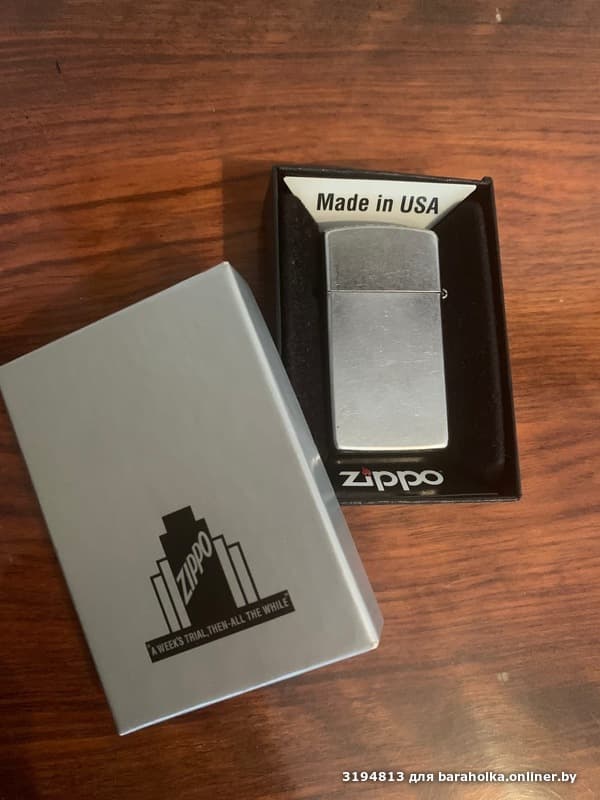 Made in USA
zippo
ZIPPO
"A WEEK'S TRIAL, THEN-ALL THE WHILE"
3194813 для baraholka.onliner.by